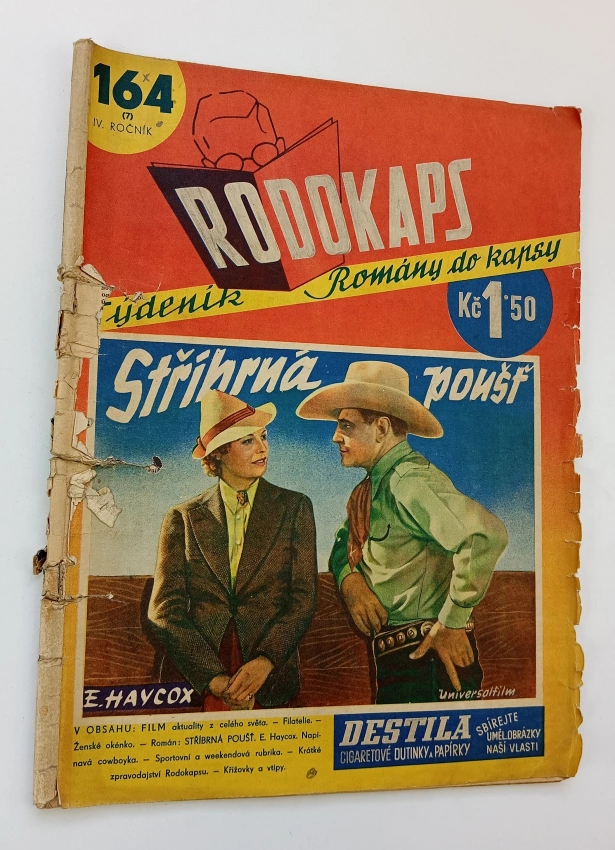 164
(7)
IV. ROČNÍK
RODOKAPS
Týdeník Romány do kapsy
Kč 1·50
Stříbrná poušť
E. HAYCOX
Universalfilm
V OBSAHU: FILM aktuality z celého světa. — Filatelie. —
Ženské okénko. — Román: STŘÍBRNÁ POUŠŤ. E. Haycox. Napí-
navá cowboyka. — Sportovní a weekendová rubrika. — Krátké
zpravodajství Rodokapsu. — Křížovky a vtipy.
DESTILA
CIGARETOVÉ DUTINKY A PAPÍRKY
SBÍREJTE
UMĚLOBRÁZKY
NAŠÍ VLASTI